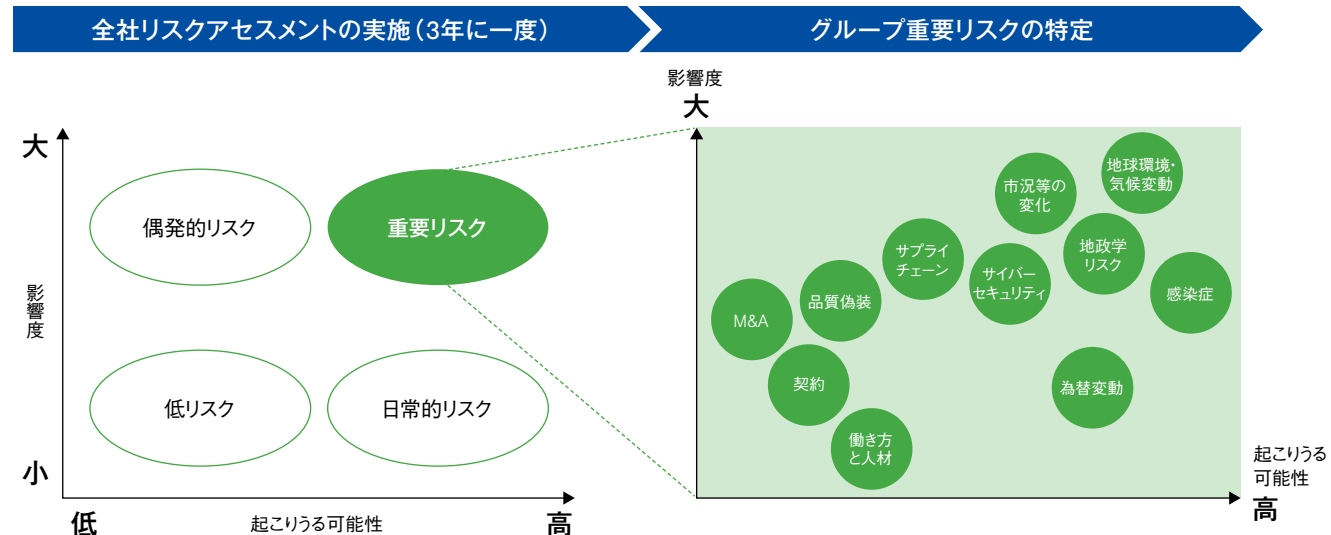 全社リスクアセスメントの実施（3年に一度）
グループ重要リスクの特定
大
影響度
小
偶発的リスク
重要リスク
低リスク
日常的リスク
低
起こりうる可能性
高
影響度
大
地球環境・
気候変動
市況等の
変化
地政学
リスク
サプライ
チェーン
サイバー
セキュリティ
感染症
品質偽装
M&A
契約
為替変動
働き方
と人材
起こりうる
可能性
高